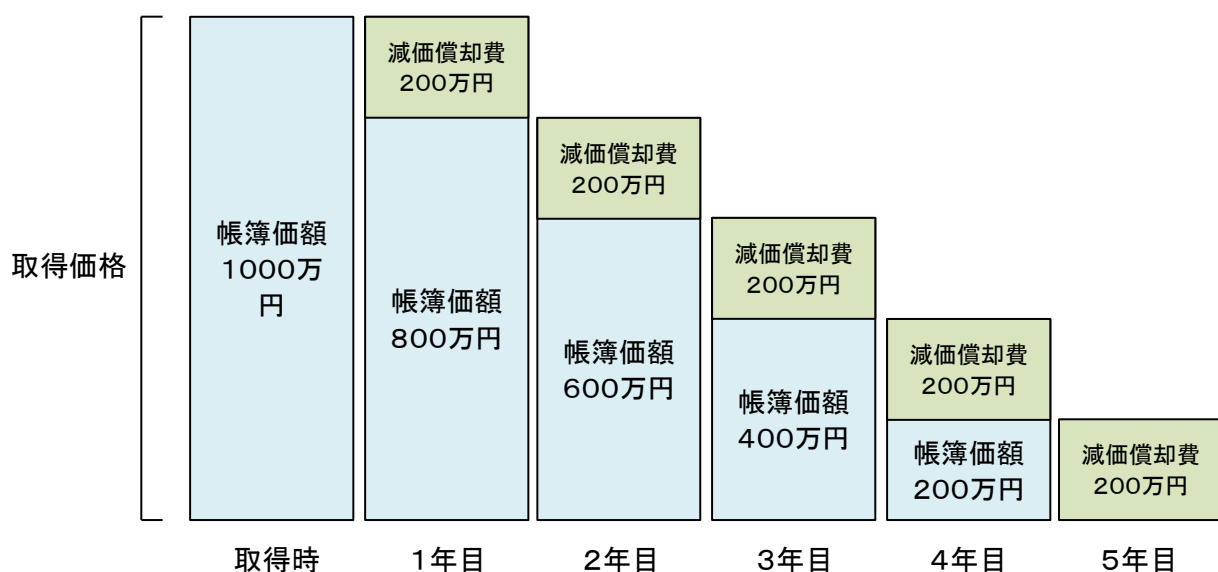 取得価格
帳簿価額
1000万
円
減価償却費
200万円
帳簿価額
800万円
減価償却費
200万円
帳簿価額
600万円
減価償却費
200万円
帳簿価額
400万円
減価償却費
200万円
帳簿価額
200万円
減価償却費
200万円
取得時
1年目
2年目
3年目
4年目
5年目